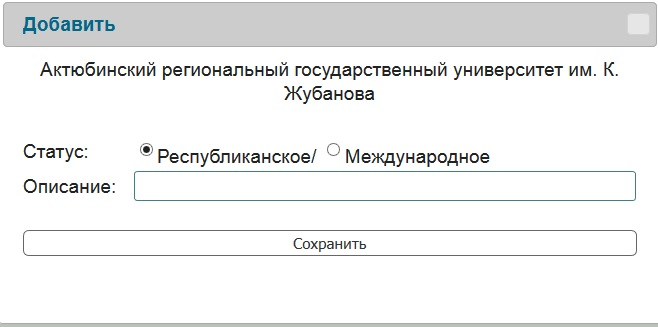 Добавить
Актюбинский региональный государственный университет им. К.
Жубанова
Статус: Республиканское/ Международное
Описание:
Сохранить